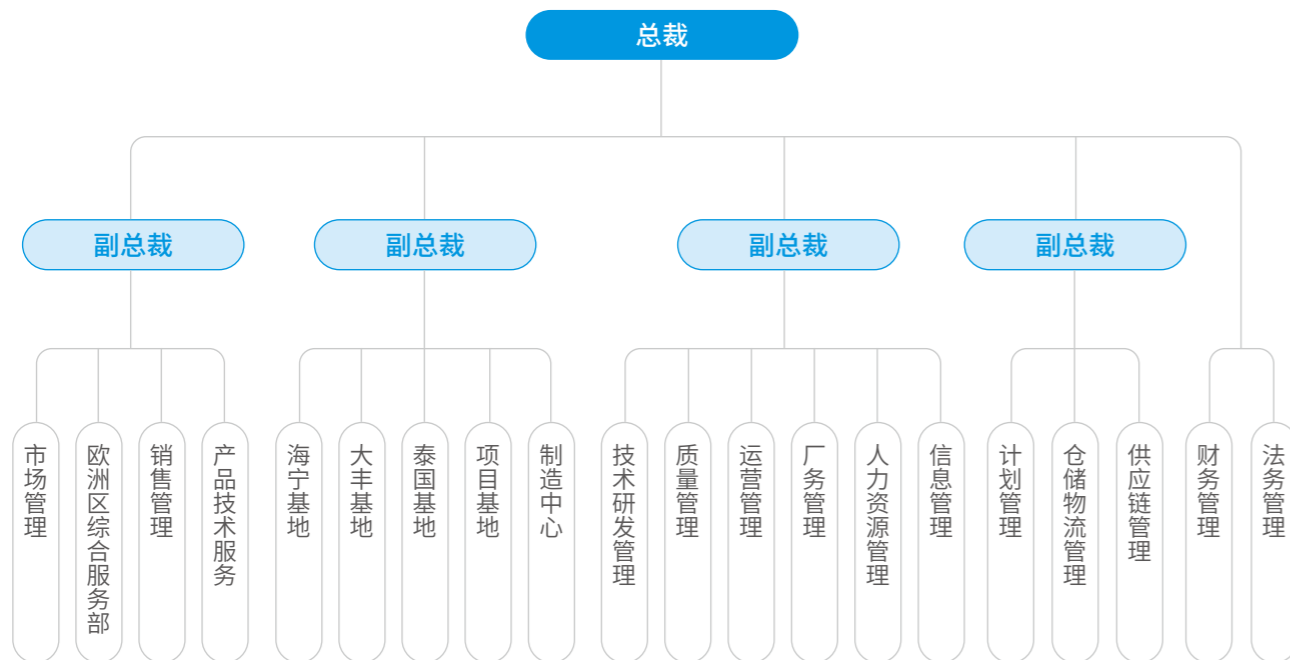 总裁
副总裁
副总裁
副总裁
副总裁
市场管理
欧洲区综合服务部
销售管理
产品技术服务
海宁基地
大丰基地
泰国基地
项目基地
制造中心
技术研发管理
质量管理
运营管理
厂务管理
人力资源管理
信息管理
计划管理
仓储物流管理
供应链管理
财务管理
法务管理